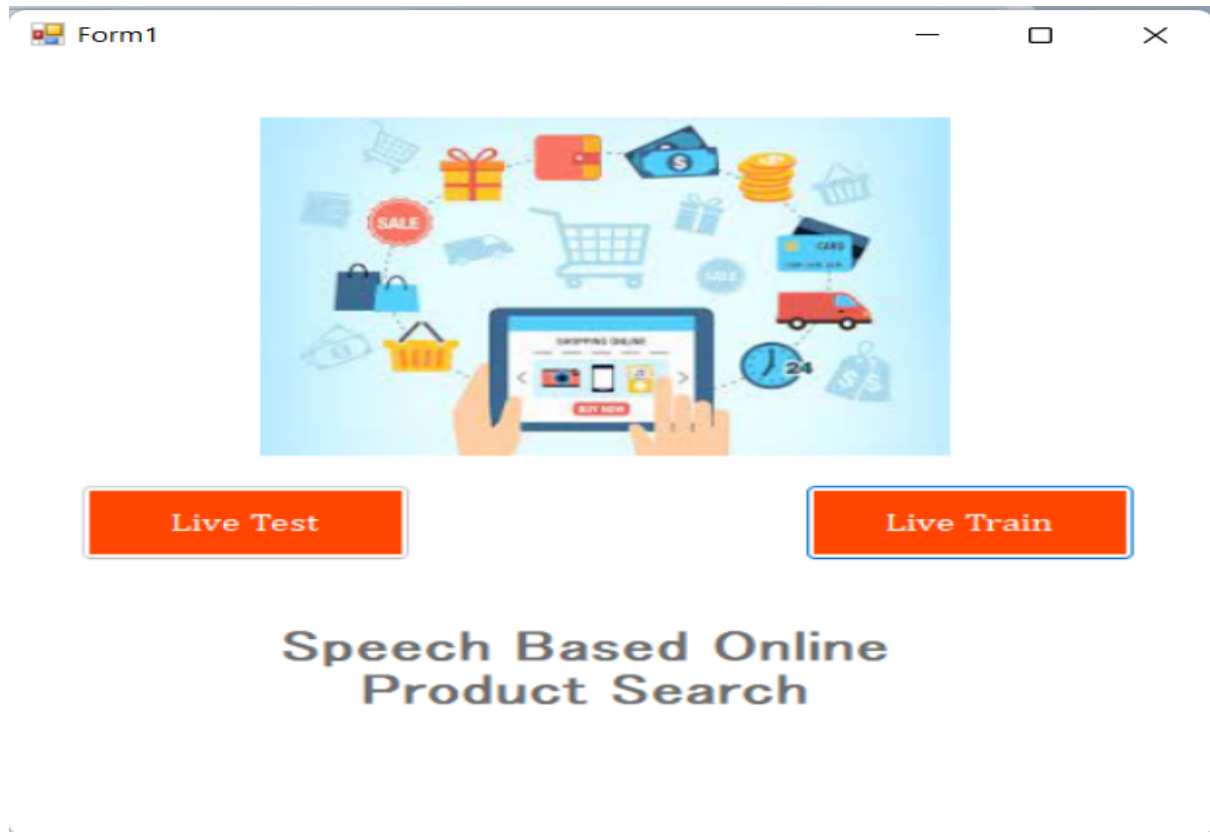 Form1
SALE
CARD
SALE
SHOPPING ONLINE
24
BUY NOW
Live Test
Live Train
Speech Based Online
Product Search